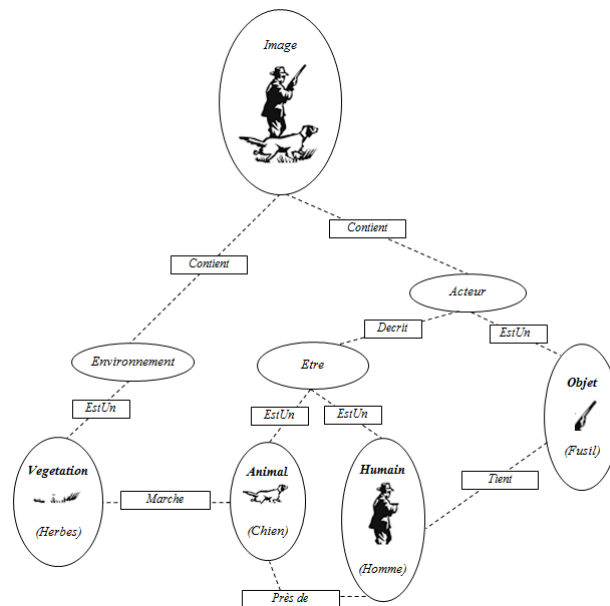 Image
Contient
Contient
Acteur
Decrit
EstUn
Environnement
Etre
Objet
EstUn
EstUn
EstUn
(Fusil)
Vegetation
Animal
Humain
Tient
Marche
(Herbes)
(Chien)
(Homme)
Près de